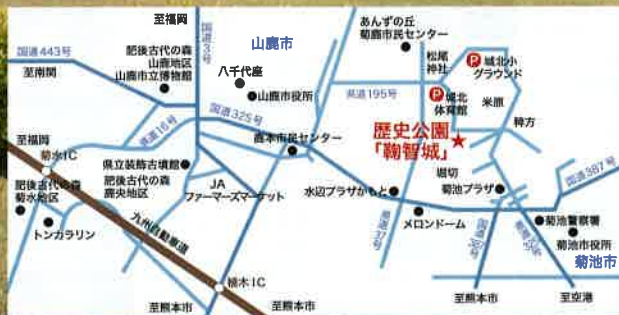 至福岡
国道443号
至南関
肥後古代の森
山鹿地区
山鹿市立博物館
国道3号
山鹿市
八千代座
山鹿市役所
国道325号
あんずの丘
菊鹿市民センター
松尾
神社
P 城北小
グラウンド
県道195号
P 城北
体育館
米原
稗方
歴史公園
「鞠智城」
至福岡
菊水IC
県道16号
鹿本市民センター
県立装飾古墳館
肥後古代の森
鹿央地区
JA
ファーマーズマーケット
堀切
菊池プラザ
国道387号
水辺プラザかもと
肥後古代の森
菊水地区
トンカラリン
九州自動車道
県道37号
メロンドーム
菊池警察署
菊池市役所
菊池市
植木IC
至熊本市
至熊本市
至熊本市
至空港